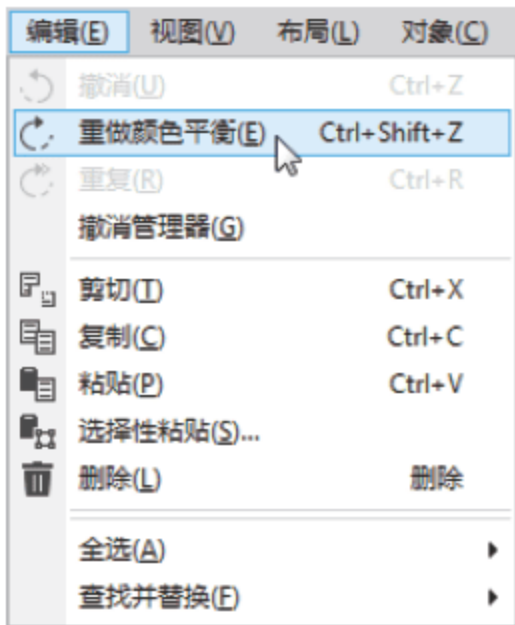 编辑(E) 视图(V) 布局(L) 对象(C)
撤消(U) Ctrl+Z
重做颜色平衡(E) Ctrl+Shift+Z
重复(R) Ctrl+R
撤消管理器(G)
剪切(T) Ctrl+X
复制(C) Ctrl+C
粘贴(P) Ctrl+V
选择性粘贴(S)...
删除(L) 删除
全选(A)
查找并替换(F)